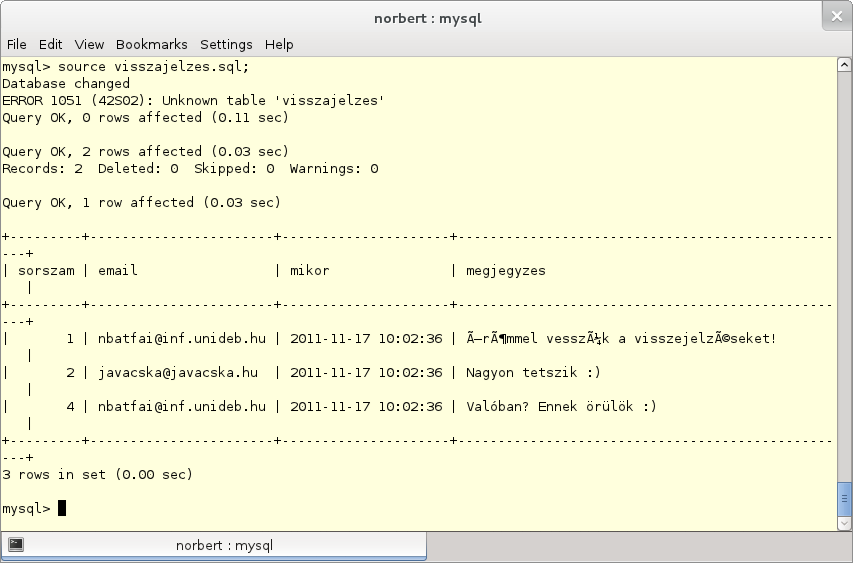 norbert : mysql
File Edit View Bookmarks Settings Help
mysql> source visszajelzes.sql;
Database changed
ERROR 1051 (42S02): Unknown table 'visszajelzes'
Query OK, 0 rows affected (0.11 sec)
Query OK, 2 rows affected (0.03 sec)
Records: 2  Deleted: 0  Skipped: 0  Warnings: 0
Query OK, 1 row affected (0.03 sec)
+---------+-----------------------+---------------------+-----------------------------------------------
---+
| sorszam | email                 | mikor               | megjegyzes
   |
+---------+-----------------------+---------------------+-----------------------------------------------
---+
|       1 | nbatfai@inf.unideb.hu | 2011-11-17 10:02:36 | Ã–rÃ¶mmel vesszÃ¼k a visszejelzÃ©seket!
   |
|       2 | javacska@javacska.hu  | 2011-11-17 10:02:36 | Nagyon tetszik :)
   |
|       4 | nbatfai@inf.unideb.hu | 2011-11-17 10:02:36 | Valóban? Ennek örülök :)
   |
+---------+-----------------------+---------------------+-----------------------------------------------
---+
3 rows in set (0.00 sec)
mysql>
norbert : mysql